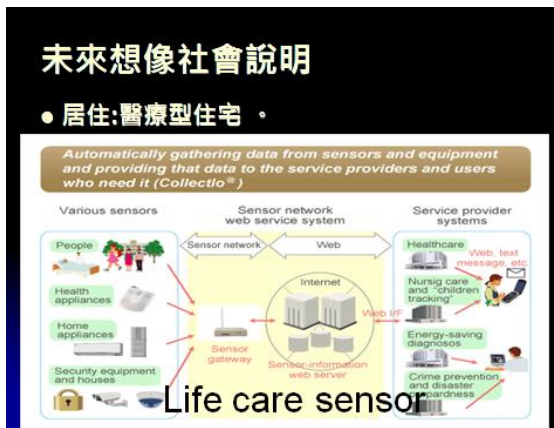 未來想像社會說明
● 居住:醫療型住宅 。
Automatically gathering data from sensors and equipment
and providing that data to the service providers and users
who need it (Collectlo®)
Various sensors
Sensor network
web service system
Service provider
systems
People
Health
appliances
Home
appliances
Security equipment
and houses
Sensor network
Web
Internet
Sensor
gateway
Sensor-information
web server
Web I/F
Healthcare
Web, text
message, etc.
Nursig care
and "children
tracking"
Energy-saving
diagnosos
Crime prevention
and disaster
pepardness
Life care sensor